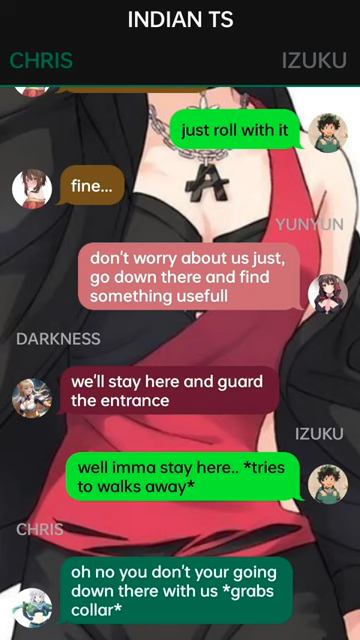 INDIAN TS
CHRIS
IZUKU
just roll with it
fine...
YUNYUN
don't worry about us just,
go down there and find
something usefull
DARKNESS
we'll stay here and guard
the entrance
IZUKU
well imma stay here.. *tries
to walks away*
CHRIS
oh no you don't your going
down there with us *grabs
collar*